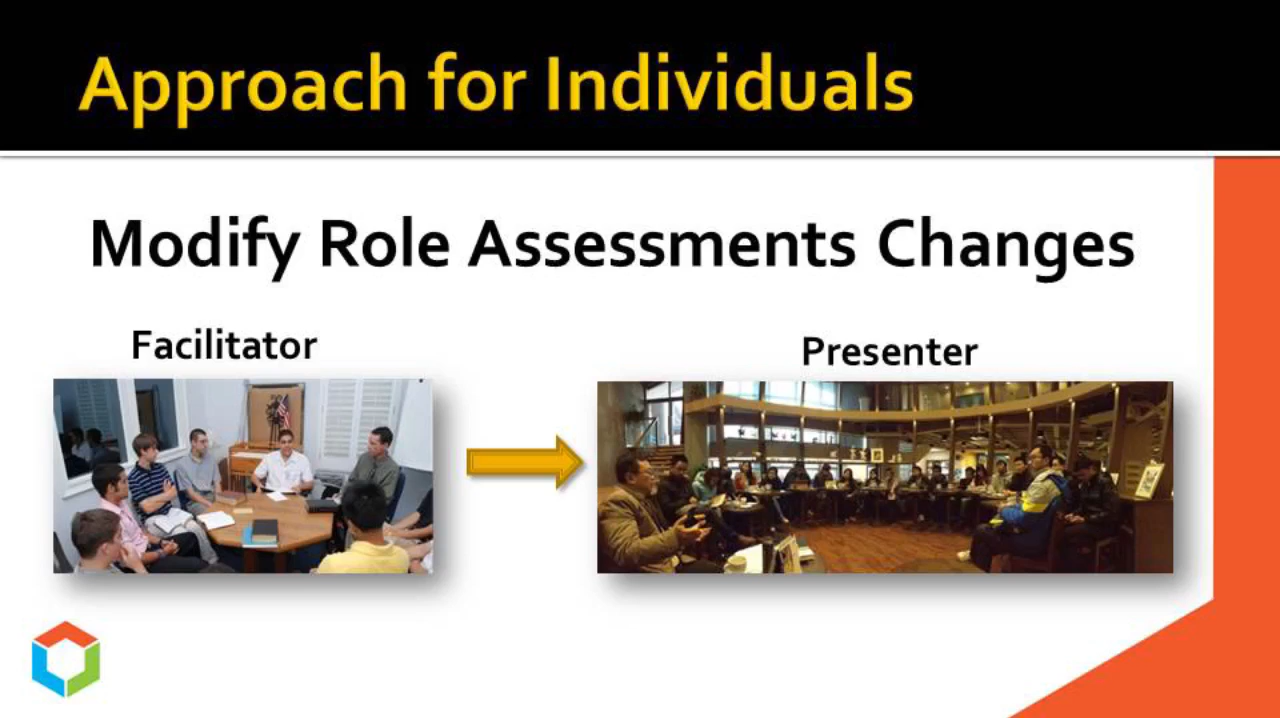 Approach for Individuals
Modify Role Assessments Changes
Facilitator
Presenter